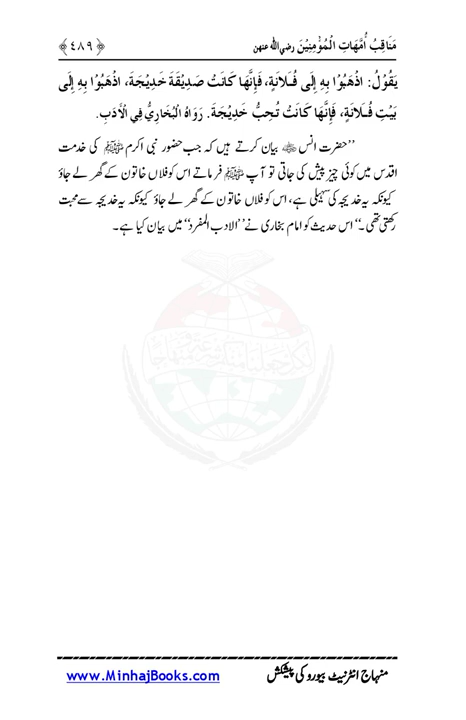 مَنَاقِبُ أُمَّهَاتِ الْمُؤْمِنِيْنَ رضي الله عنهن ﴿ ٤٨٩ ﴾
يَقُوْلُ: اذْهَبُوْا بِهِ إِلَى فُـلَانَةٍ، فَإِنَّهَا كَانَتْ صَدِيْقَةَ خَدِيْجَةَ، اذْهَبُوْا بِهِ إِلَى
بَيْتِ فُـلَانَةٍ، فَإِنَّهَا كَانَتْ تُحِبُّ خَدِيْجَةَ. رَوَاهُ الْبُخَارِيُّ فِي الْأَدَبِ.
’’حضرت انس رضی اللہ عنہ بیان کرتے ہیں کہ جب حضور نبی اکرم ﷺ کی خدمت
اقدس میں کوئی چیز پیش کی جاتی تو آپ ﷺ فرماتے اس کو فلاں خاتون کے گھر لے جاؤ
کیونکہ یہ خدیجہ کی سہیلی ہے، اس کو فلاں خاتون کے گھر لے جاؤ کیونکہ یہ خدیجہ سے محبت
رکھتی تھی۔‘‘ اس حدیث کو امام بخاری نے ’’الادب المفرد‘‘ میں بیان کیا ہے۔
منہاج انٹرنیٹ بیورو کی پیشکش www.MinhajBooks.com